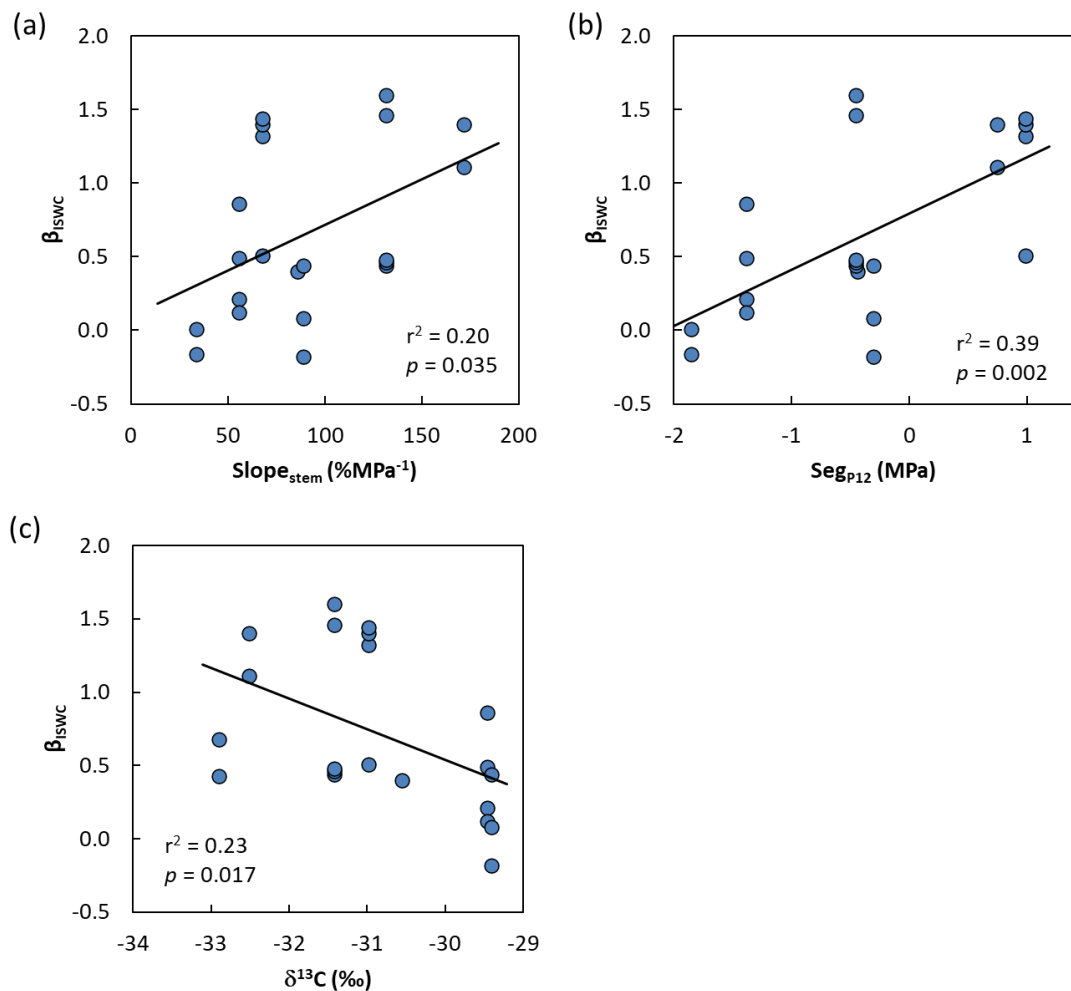 (a)
2.0
1.5
1.0
0.5
0.0
-0.5
βISWC
r² = 0.20
p = 0.035
0 50 100 150 200
Slopestem (%MPa⁻¹)
(b)
2.0
1.5
1.0
0.5
0.0
-0.5
βISWC
r² = 0.39
p = 0.002
-2 -1 0 1
SegP12 (MPa)
(c)
2.0
1.5
1.0
0.5
0.0
-0.5
βISWC
r² = 0.23
p = 0.017
-34 -33 -32 -31 -30 -29
δ¹³C (‰)